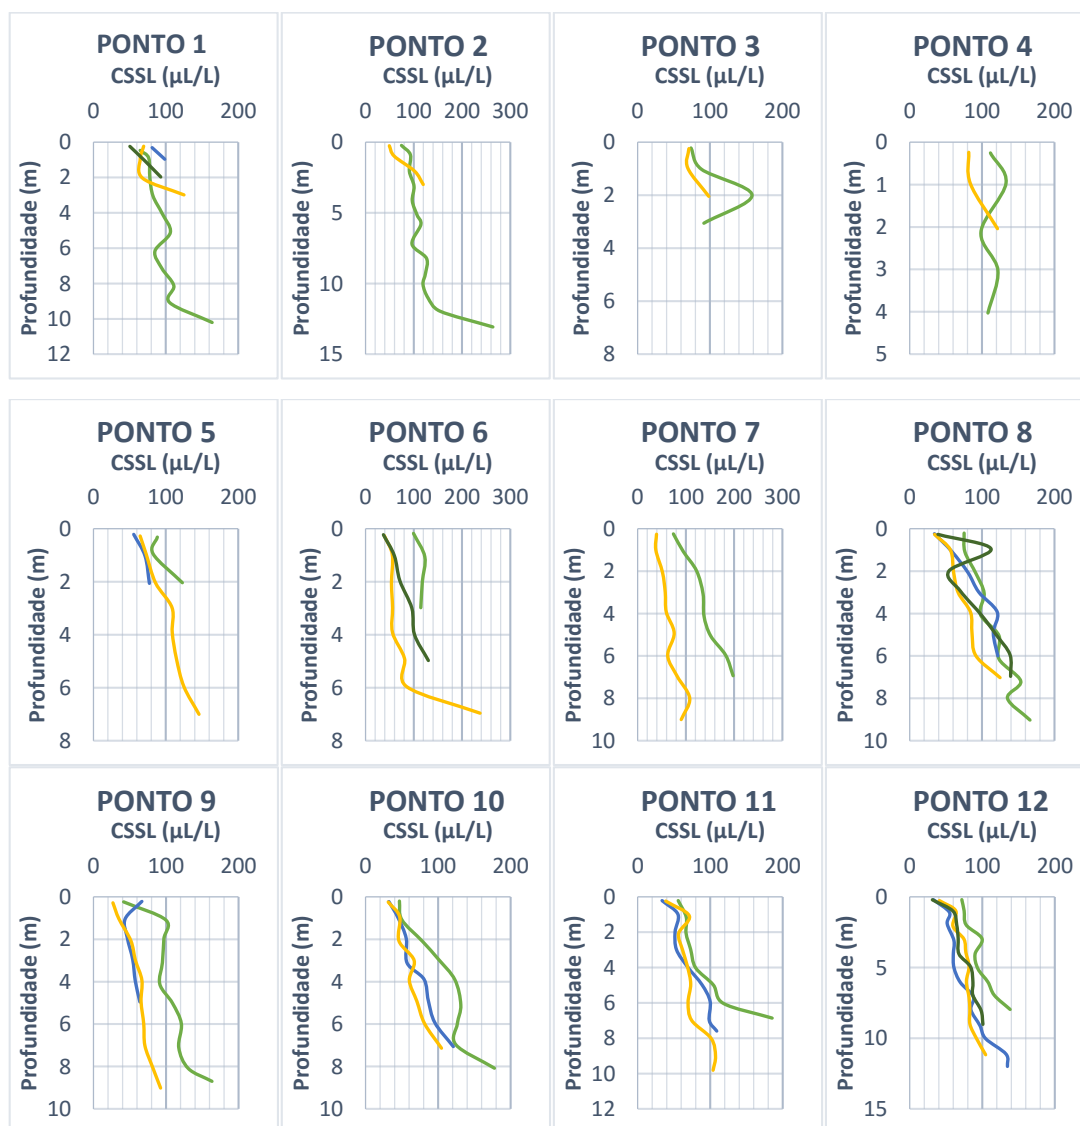 PONTO 1
CSSL (µL/L)
0 100 200
Profundidade (m)
0
2
4
6
8
10
12
PONTO 2
CSSL (µL/L)
0 100 200 300
Profundidade (m)
0
5
10
15
PONTO 3
CSSL (µL/L)
0 100 200
Profundidade (m)
0
2
4
6
8
PONTO 4
CSSL (µL/L)
0 100 200
Profundidade (m)
0
1
2
3
4
5
PONTO 5
CSSL (µL/L)
0 100 200
Profundidade (m)
0
2
4
6
8
PONTO 6
CSSL (µL/L)
0 100 200 300
Profundidade (m)
0
2
4
6
8
PONTO 7
CSSL (µL/L)
0 100 200 300
Profundidade (m)
0
2
4
6
8
10
PONTO 8
CSSL (µL/L)
0 100 200
Profundidade (m)
0
2
4
6
8
10
PONTO 9
CSSL (µL/L)
0 100 200
Profundidade (m)
0
2
4
6
8
10
PONTO 10
CSSL (µL/L)
0 100 200
Profundidade (m)
0
2
4
6
8
10
PONTO 11
CSSL (µL/L)
0 100 200
Profundidade (m)
0
2
4
6
8
10
12
PONTO 12
CSSL (µL/L)
0 100 200
Profundidade (m)
0
5
10
15